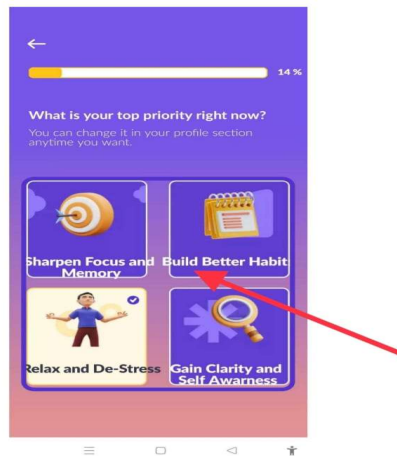 14 %
What is your top priority right now?
You can change it in your profile section
anytime you want.
Sharpen Focus and
Memory
Build Better Habit
Relax and De-Stress
Gain Clarity and
Self Awarness